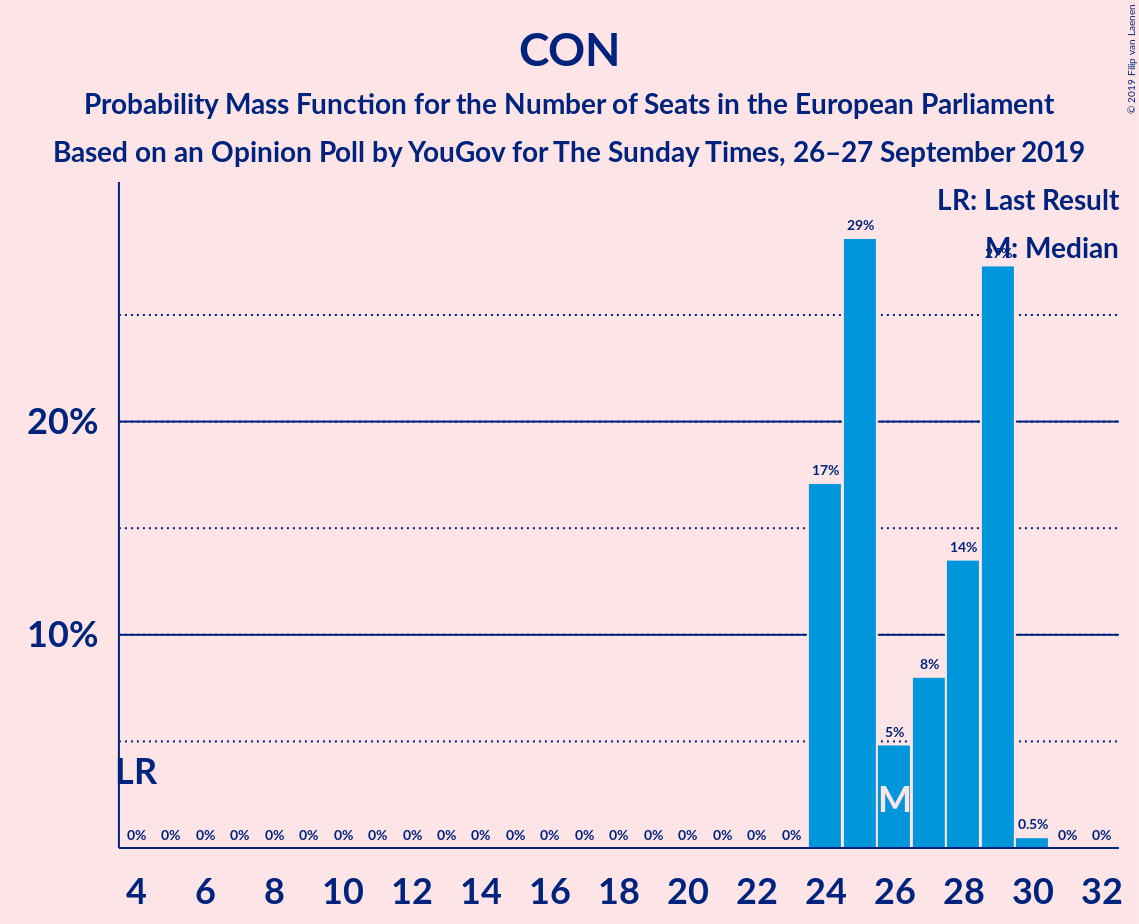 © 2019 Filip van Laenen
CON
Probability Mass Function for the Number of Seats in the European Parliament
Based on an Opinion Poll by YouGov for The Sunday Times, 26–27 September 2019
LR: Last Result
M: Median
29%
27%
20%
17%
14%
10%
8%
5%
LR
M
0% 0% 0% 0% 0% 0% 0% 0% 0% 0% 0% 0% 0% 0% 0% 0% 0% 0% 0% 0% 0.5% 0% 0%
4 6 8 10 12 14 16 18 20 22 24 26 28 30 32